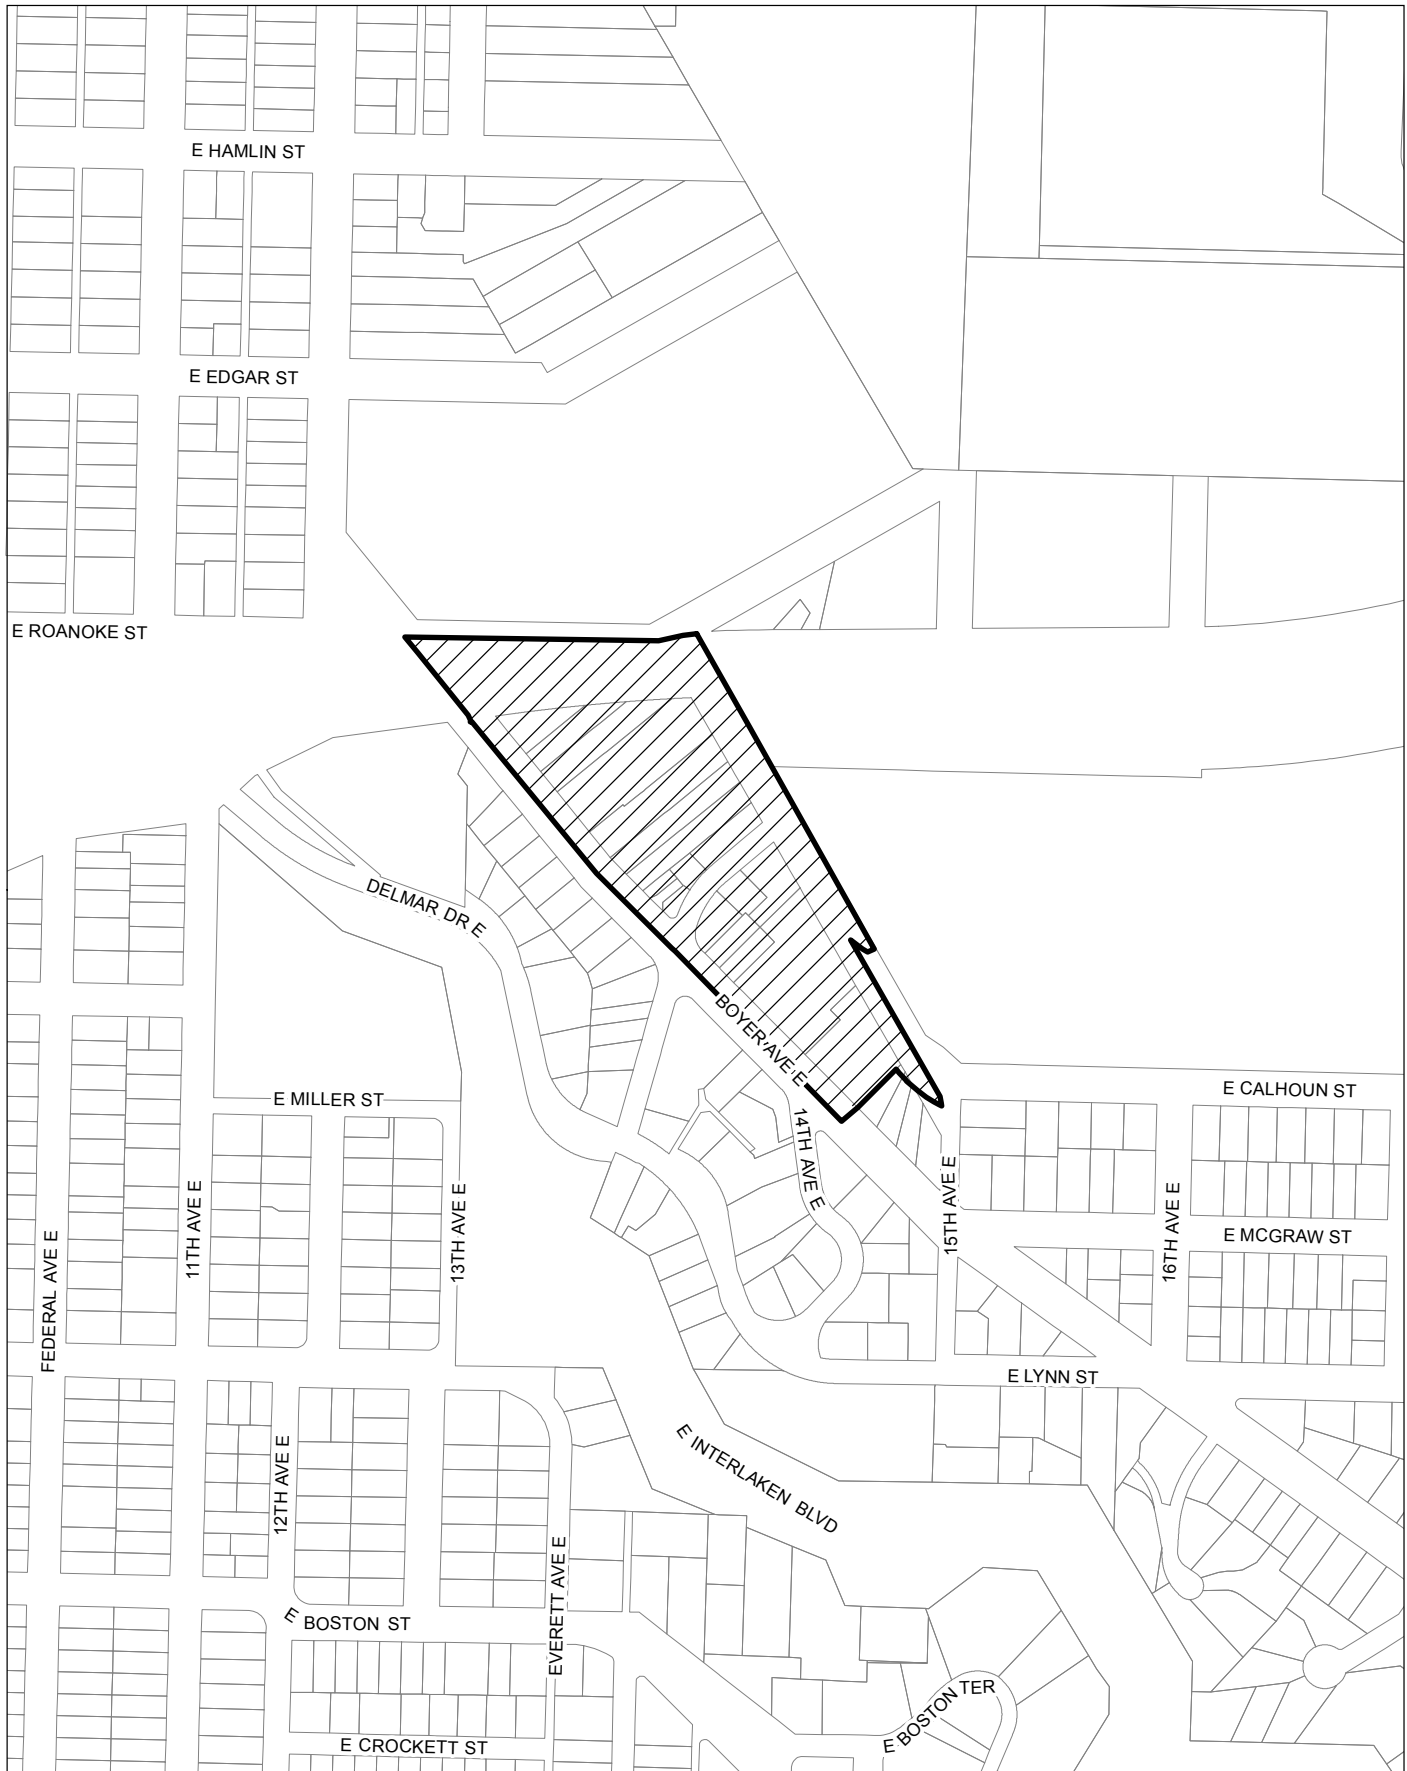 E HAMLIN ST
E EDGAR ST
E ROANOKE ST
DELMAR DR E
BOYER AVE E
E CALHOUN ST
E MILLER ST
14TH AVE E
15TH AVE E
16TH AVE E
11TH AVE E
13TH AVE E
E MCGRAW ST
FEDERAL AVE E
E LYNN ST
E INTERLAKEN BLVD
12TH AVE E
EVERETT AVE E
E BOSTON ST
E BOSTON TER
E CROCKETT ST